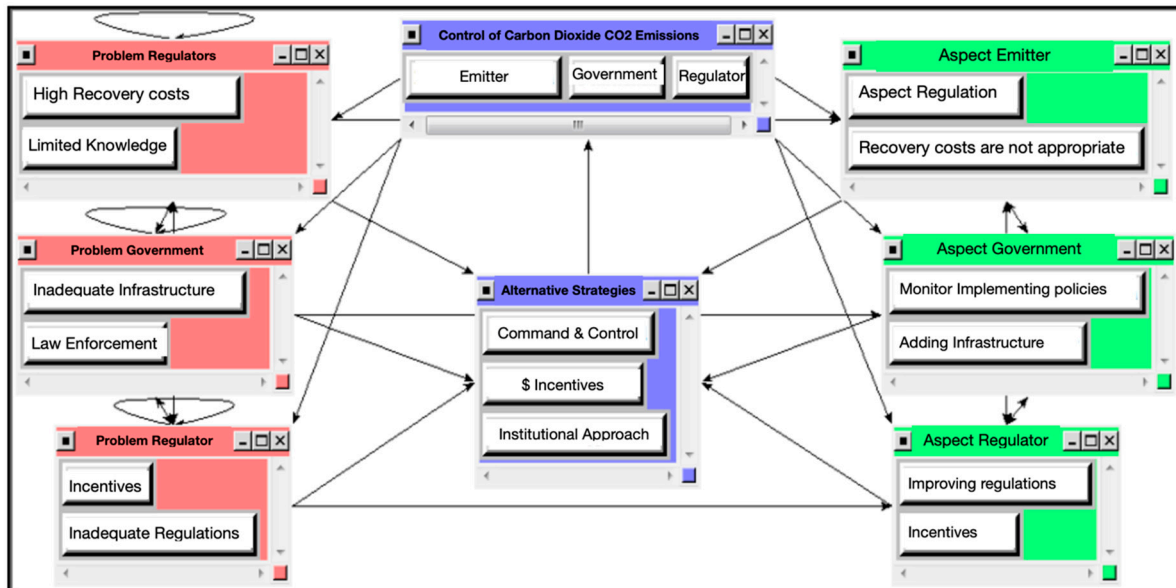 Problem Regulators
High Recovery costs
Limited Knowledge
Control of Carbon Dioxide CO2 Emissions
Emitter
Government
Regulator
Aspect Emitter
Aspect Regulation
Recovery costs are not appropriate
Problem Government
Inadequate Infrastructure
Law Enforcement
Alternative Strategies
Command & Control
$ Incentives
Institutional Approach
Aspect Government
Monitor Implementing policies
Adding Infrastructure
Problem Regulator
Incentives
Inadequate Regulations
Aspect Regulator
Improving regulations
Incentives